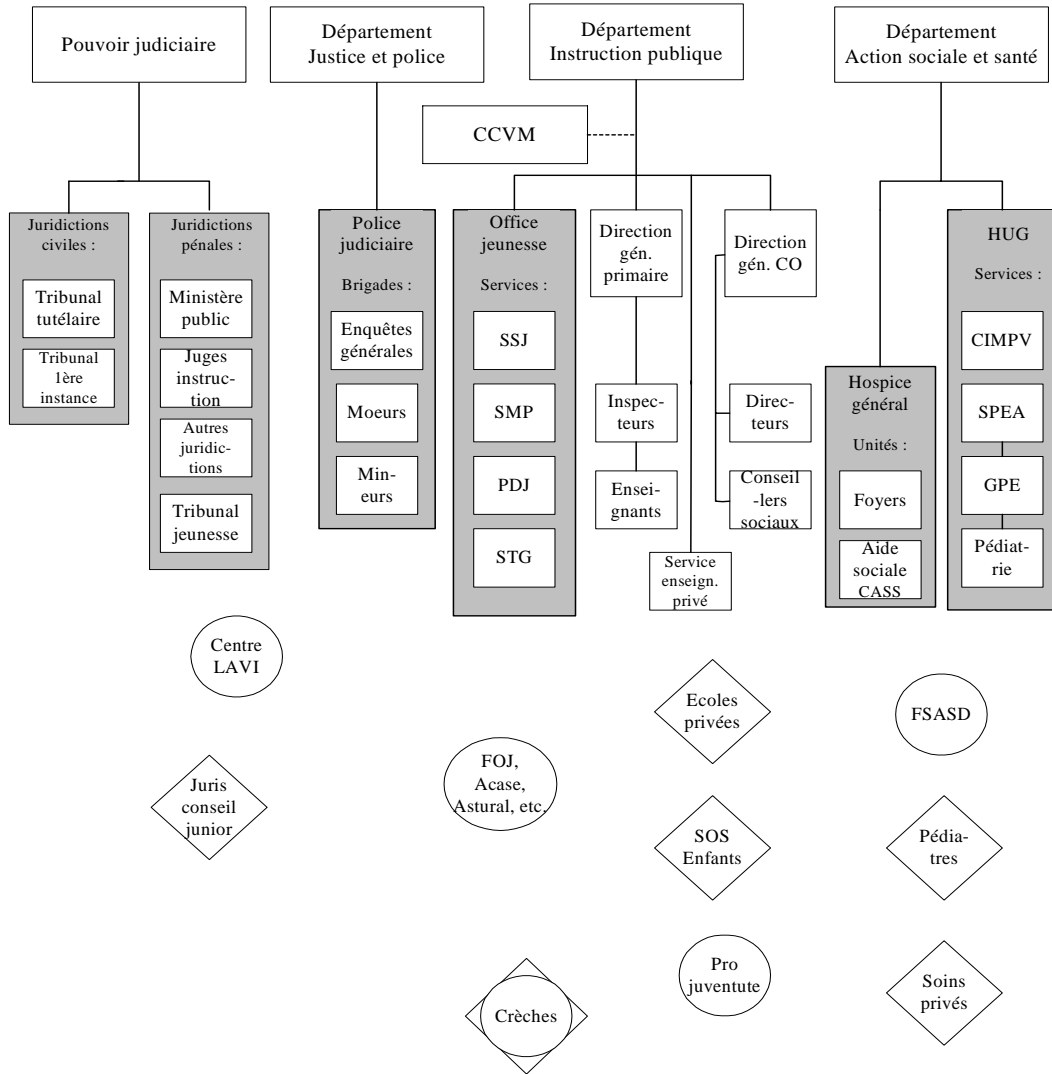 Pouvoir judiciaire
Département
Justice et police
Département
Instruction publique
Département
Action sociale et santé
CCVM
Juridictions
civiles :
Tribunal
tutélaire
Tribunal
1ère
instance
Juridictions
pénales :
Ministère
public
Juges
instruc-
tion
Autres
juridic-
tions
Tribunal
jeunesse
Police
judiciaire
Brigades :
Enquêtes
générales
Moeurs
Min-
eurs
Office
jeunesse
Services :
SSJ
SMP
PDJ
STG
Direction
gén.
primaire
Inspec-
teurs
Ensei-
gnants
Service
enseign.
privé
Direction
gén. CO
Direc-
teurs
Conseil
-lers
sociaux
Hospice
général
Unités :
Foyers
Aide
sociale
CASS
HUG
Services :
CIMPV
SPEA
GPE
Pédiat-
rie
Centre
LAVI
Juris
conseil
junior
FOJ,
Acase,
Astural, etc.
Crèches
Ecoles
privées
SOS
Enfants
Pro
juventute
FSASD
Pédia-
tres
Soins
privés